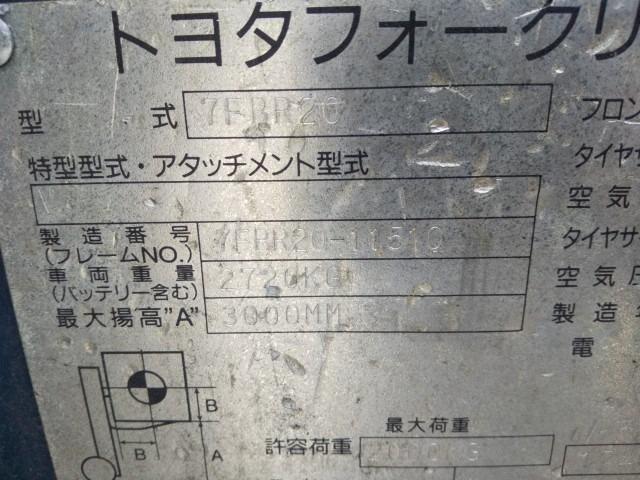 トヨタフォークリ
型 式 7FBR20 フロン
特型型式・アタッチメント型式 タイヤサ
空気
製造番号 (フレームNO.) 7FBR20-11510 タイヤサ
車両重量 (バッテリー含む) 2720KG 空気圧
最大揚高"A" 3000MM 製造
電
B
B A
最大荷重
許容荷重